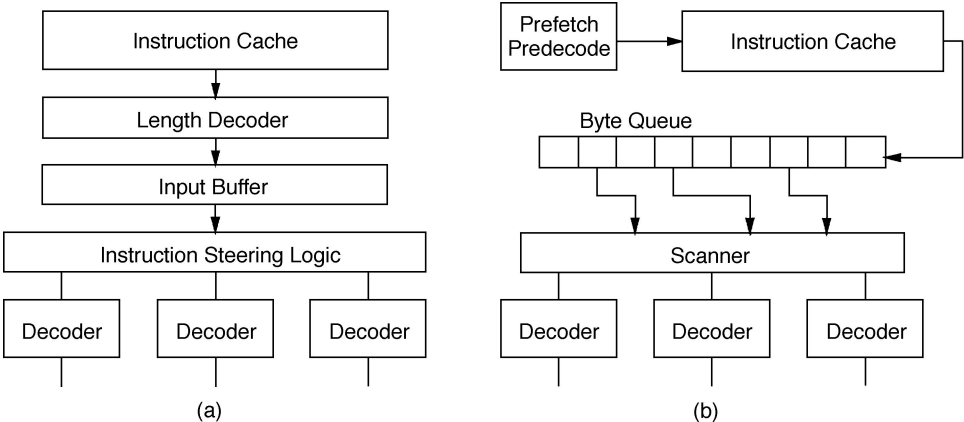 Instruction Cache
Length Decoder
Input Buffer
Instruction Steering Logic
Decoder
Decoder
Decoder
(a)
Prefetch
Predecode
Instruction Cache
Byte Queue
Scanner
Decoder
Decoder
Decoder
(b)